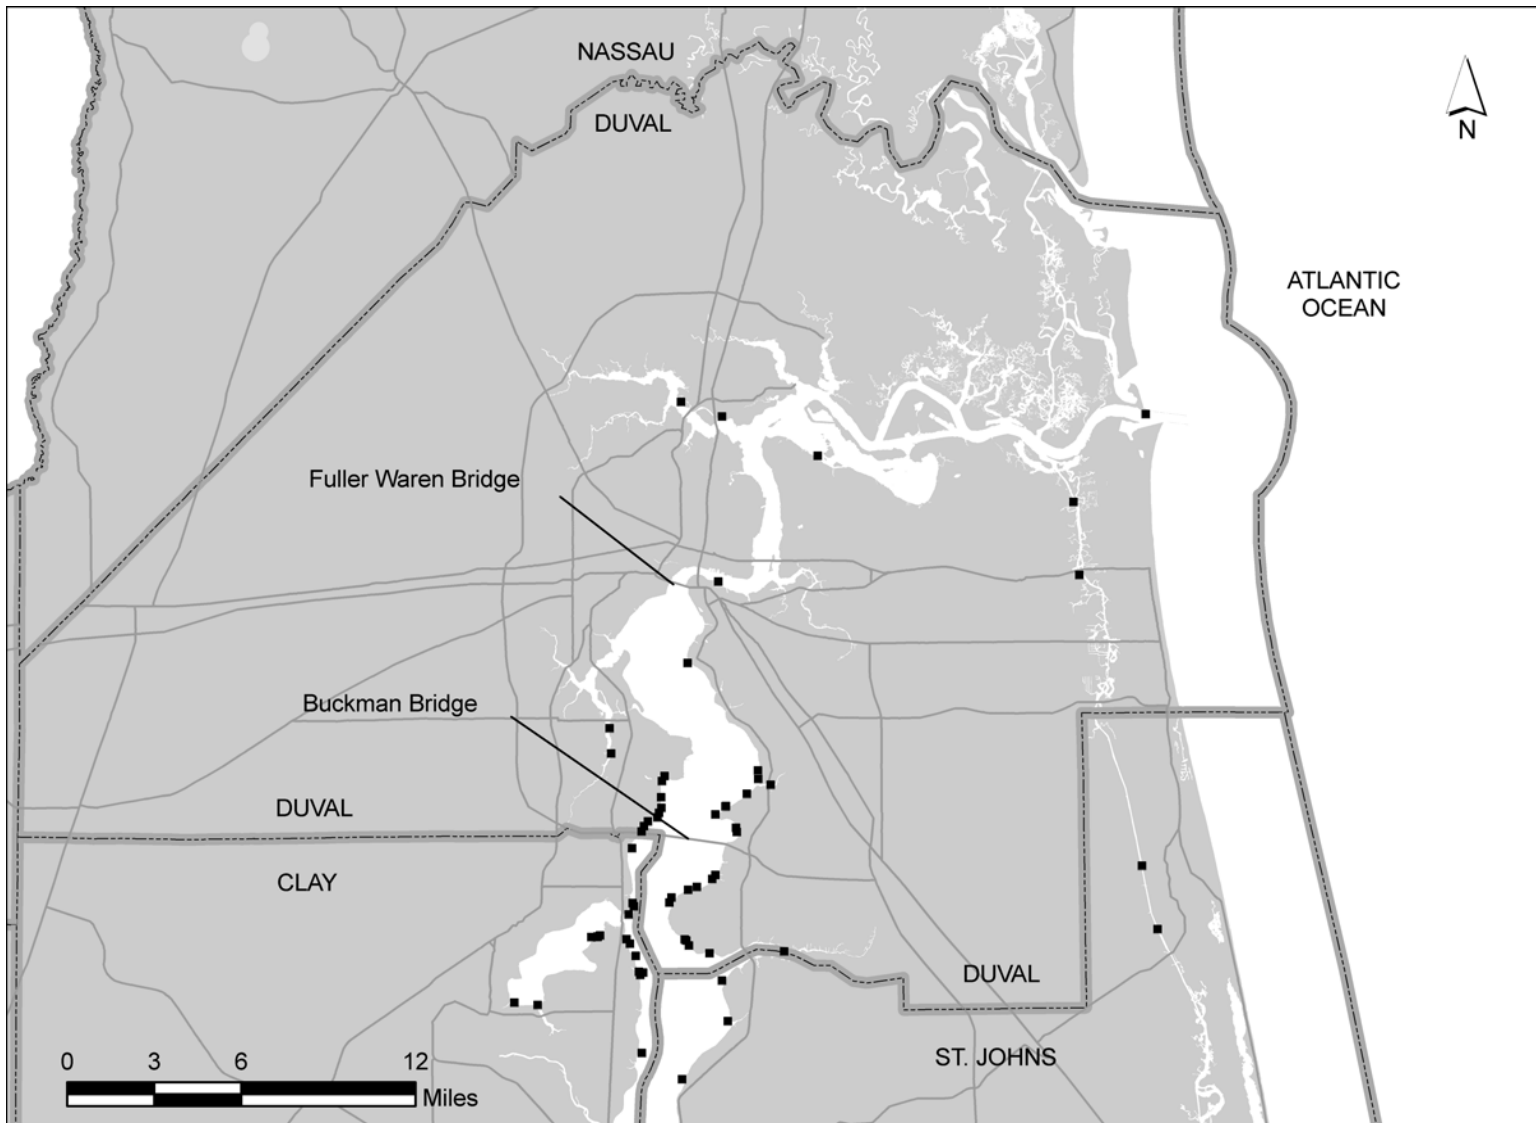 NASSAU
DUVAL
N
ATLANTIC
OCEAN
Fuller Waren Bridge
Buckman Bridge
DUVAL
CLAY
DUVAL
ST. JOHNS
0 3 6 12
Miles